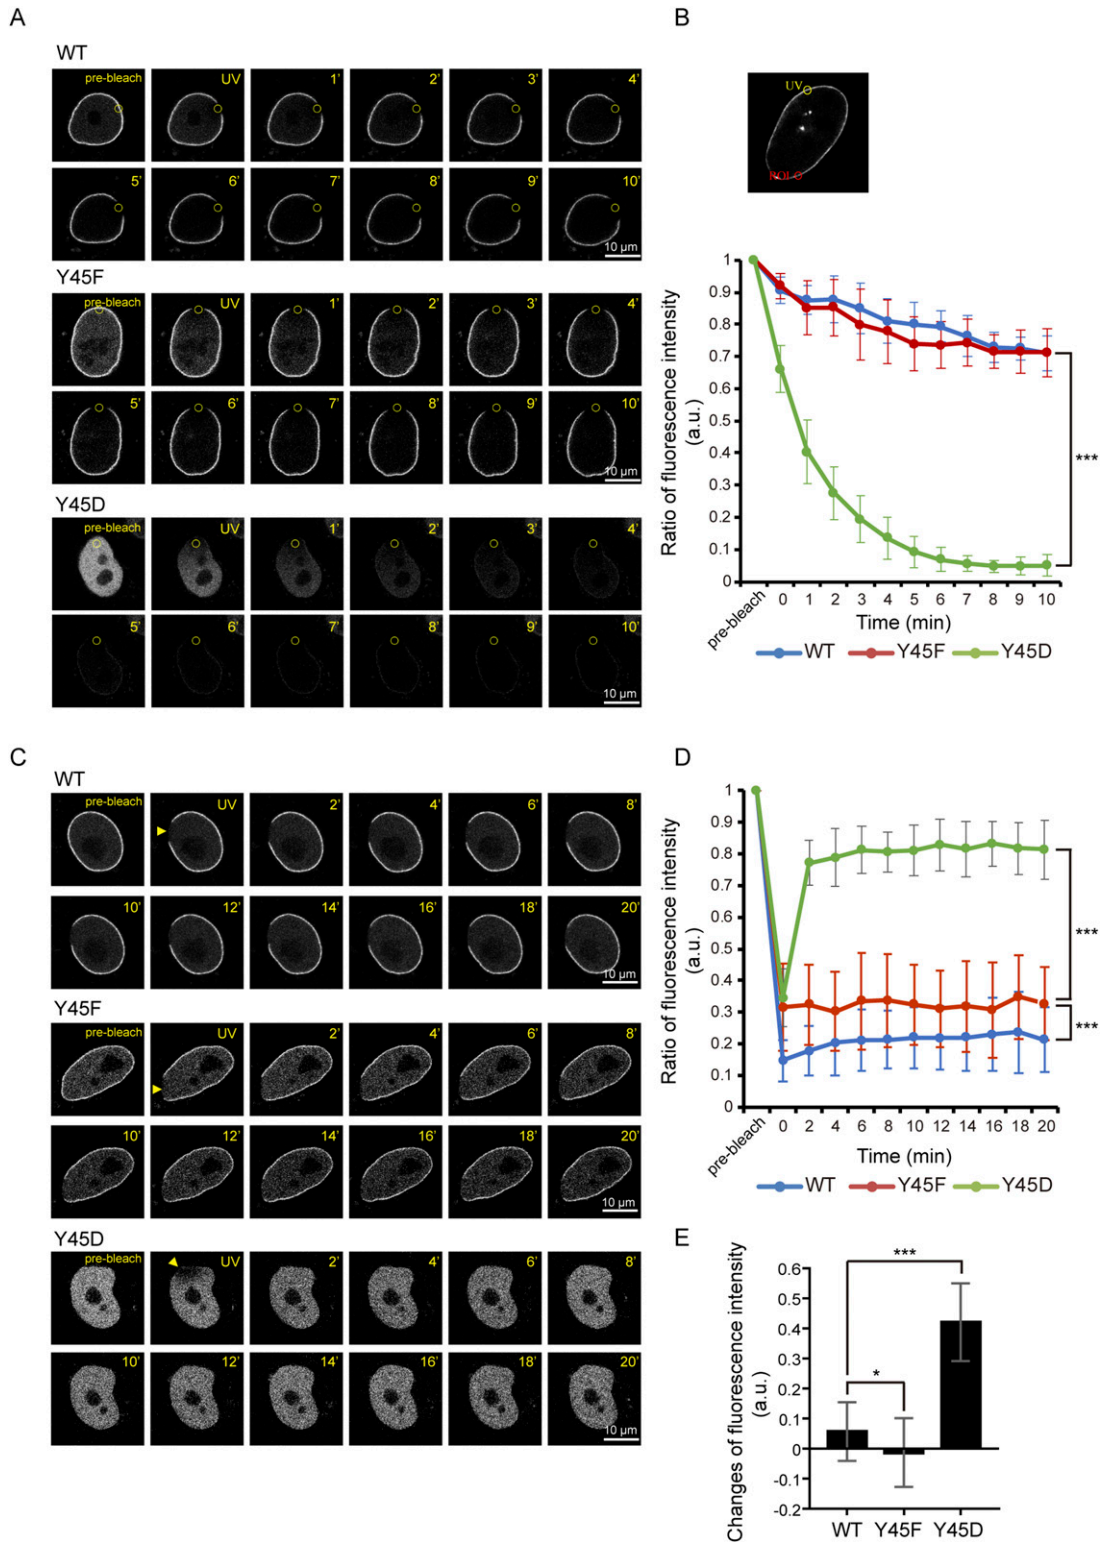 A
WT
pre-bleach UV 1' 2' 3' 4'
5' 6' 7' 8' 9' 10'
10 µm
Y45F
pre-bleach UV 1' 2' 3' 4'
5' 6' 7' 8' 9' 10'
10 µm
Y45D
pre-bleach UV 1' 2' 3' 4'
5' 6' 7' 8' 9' 10'
10 µm
B
UV
ROI
Ratio of fluorescence intensity
(a.u.)
1
0.9
0.8
0.7
0.6
0.5
0.4
0.3
0.2
0.1
0
***
pre-bleach 0 1 2 3 4 5 6 7 8 9 10
Time (min)
WT Y45F Y45D
C
WT
pre-bleach UV 2' 4' 6' 8'
10' 12' 14' 16' 18' 20'
10 µm
Y45F
pre-bleach UV 2' 4' 6' 8'
10' 12' 14' 16' 18' 20'
10 µm
Y45D
pre-bleach UV 2' 4' 6' 8'
10' 12' 14' 16' 18' 20'
10 µm
D
Ratio of fluorescence intensity
(a.u.)
1
0.9
0.8
0.7
0.6
0.5
0.4
0.3
0.2
0.1
0
***
***
pre-bleach 0 2 4 6 8 10 12 14 16 18 20
Time (min)
WT Y45F Y45D
E
Changes of fluorescence intensity
(a.u.)
0.6
0.5
0.4
0.3
0.2
0.1
0
-0.1
-0.2
***
*
WT Y45F Y45D